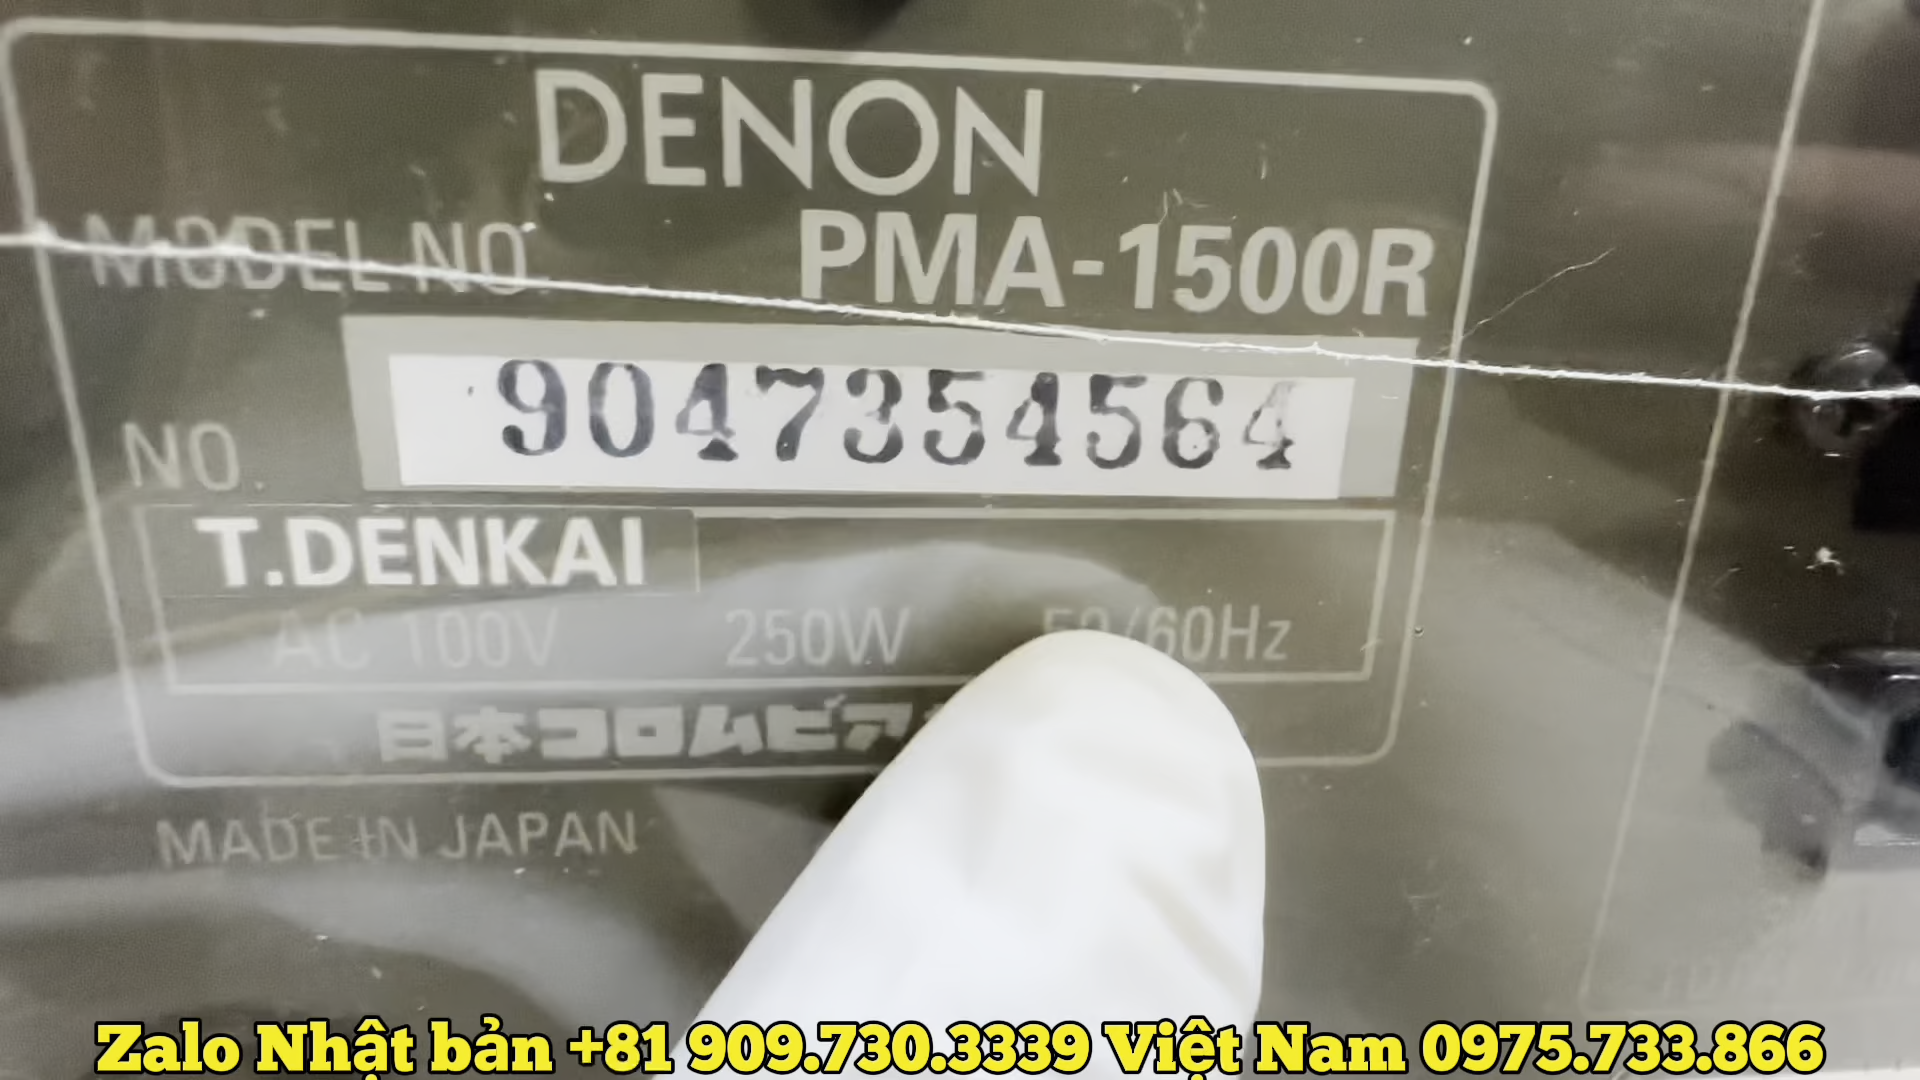 DENON
MODEL NO. PMA-1500R
NO. 9047354564
T.DENKAI
AC 100V 250W 50/60Hz
日本コロムビア
MADE IN JAPAN
Zalo Nhật bản +81 909.730.3339 Việt Nam 0975.733.866